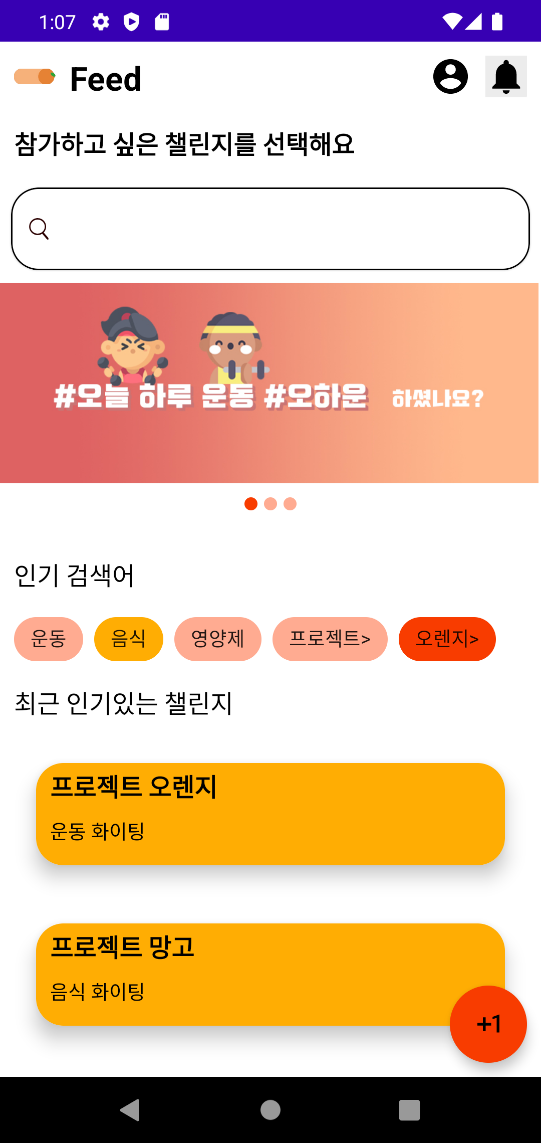 1:07
Feed
참가하고 싶은 챌린지를 선택해요
#오늘 하루 운동 #오하운 하셨나요?
인기 검색어
운동 음식 영양제 프로젝트> 오렌지>
최근 인기있는 챌린지
프로젝트 오렌지
운동 화이팅
프로젝트 망고
음식 화이팅
+1